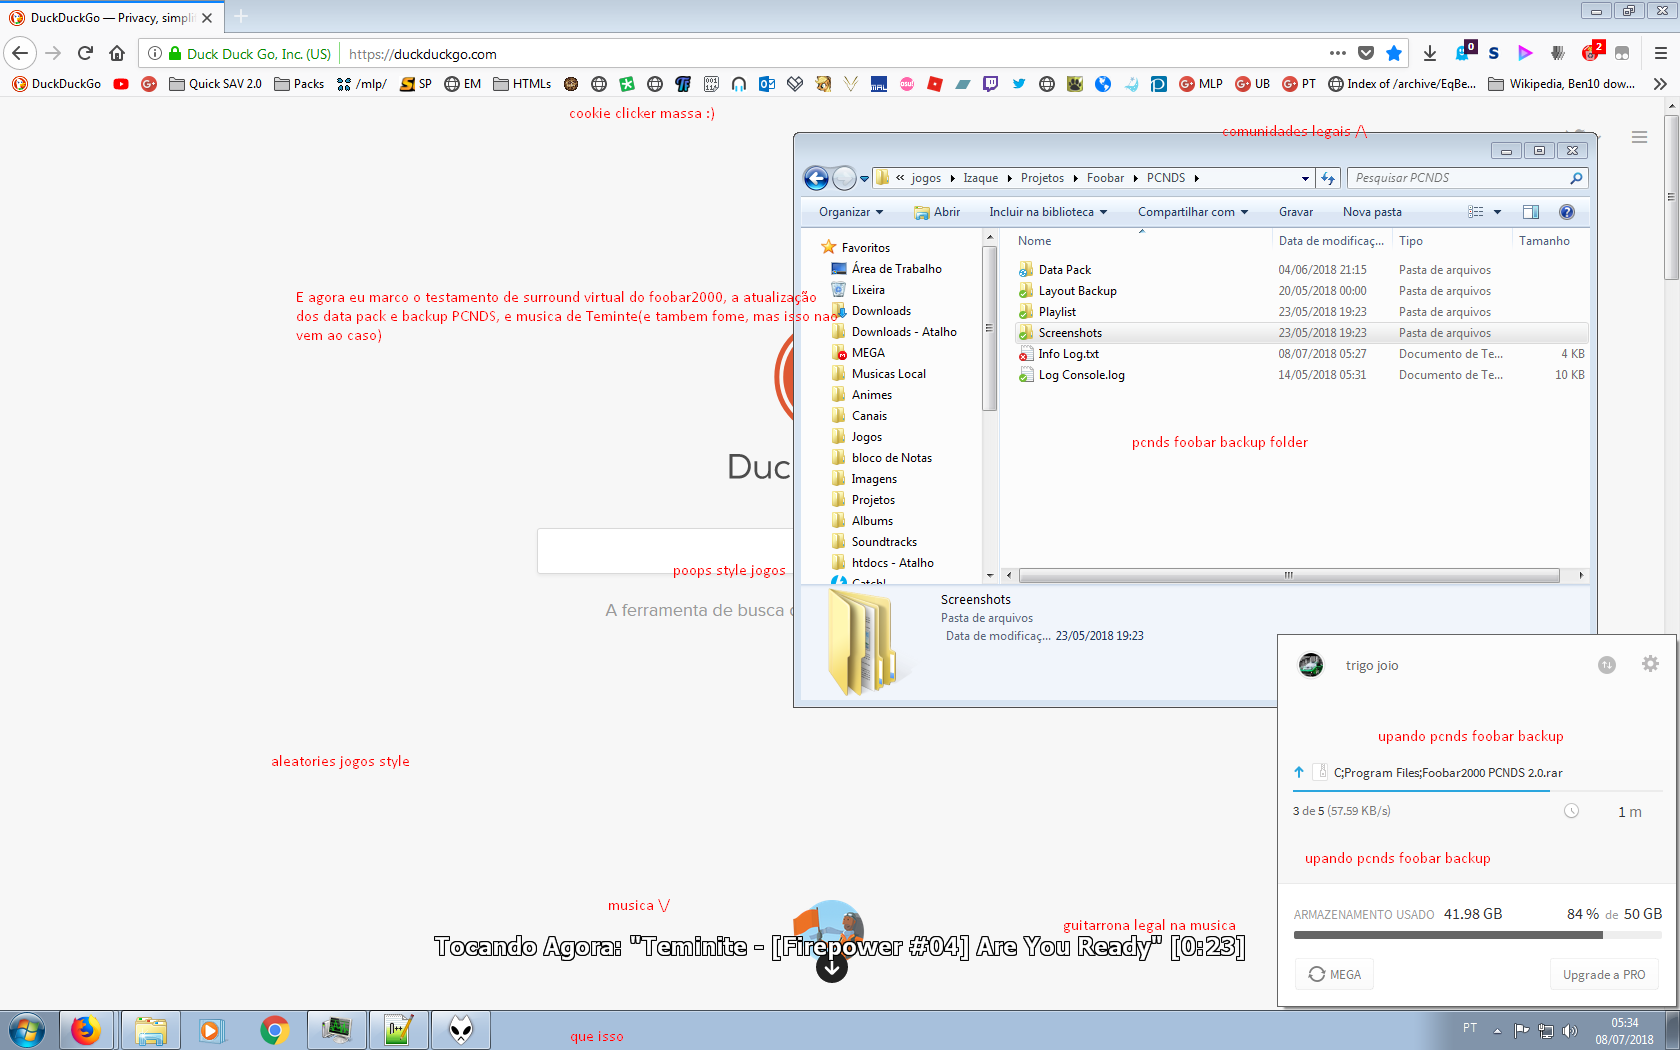 DuckDuckGo — Privacy, simplif
Duck Duck Go, Inc. (US)
https://duckduckgo.com
0
S
2
DuckDuckGo
Quick SAV 2.0
Packs
/mlp/
SP
EM
HTMLs
MAL
MLP
UB
PT
Index of /archive/EqBe...
Wikipedia, Ben10 dow...
cookie clicker massa :)
comunidades legais /\
« jogos Izaque Projetos Foobar PCNDS
Pesquisar PCNDS
Organizar
Abrir
Incluir na biblioteca
Compartilhar com
Gravar
Nova pasta
Nome
Data de modificaç...
Tipo
Tamanho
Favoritos
Área de Trabalho
Lixeira
Downloads
Downloads - Atalho
MEGA
Musicas Local
Animes
Canais
Jogos
bloco de Notas
Imagens
Projetos
Albums
Soundtracks
htdocs - Atalho
Catch!
Data Pack 04/06/2018 21:15 Pasta de arquivos
Layout Backup 20/05/2018 00:00 Pasta de arquivos
Playlist 23/05/2018 19:23 Pasta de arquivos
Screenshots 23/05/2018 19:23 Pasta de arquivos
Info Log.txt 08/07/2018 05:27 Documento de Te... 4 KB
Log Console.log 14/05/2018 05:31 Documento de Te... 10 KB
E agora eu marco o testamento de surround virtual do foobar2000, a atualização
dos data pack e backup PCNDS, e musica de Teminte(e tambem fome, mas isso nao
vem ao caso)
pcnds foobar backup folder
Duc
poops style jogos
A ferramenta de busca
Screenshots
Pasta de arquivos
Data de modificaç... 23/05/2018 19:23
trigo joio
upando pcnds foobar backup
C;Program Files;Foobar2000 PCNDS 2.0.rar
3 de 5 (57.59 KB/s)
1 m
upando pcnds foobar backup
ARMAZENAMENTO USADO 41.98 GB
84 % de 50 GB
MEGA
Upgrade a PRO
aleatories jogos style
musica \/
guitarrona legal na musica
Tocando Agora: "Teminite - [Firepower #04] Are You Ready" [0:23]
que isso
PT
05:34
08/07/2018